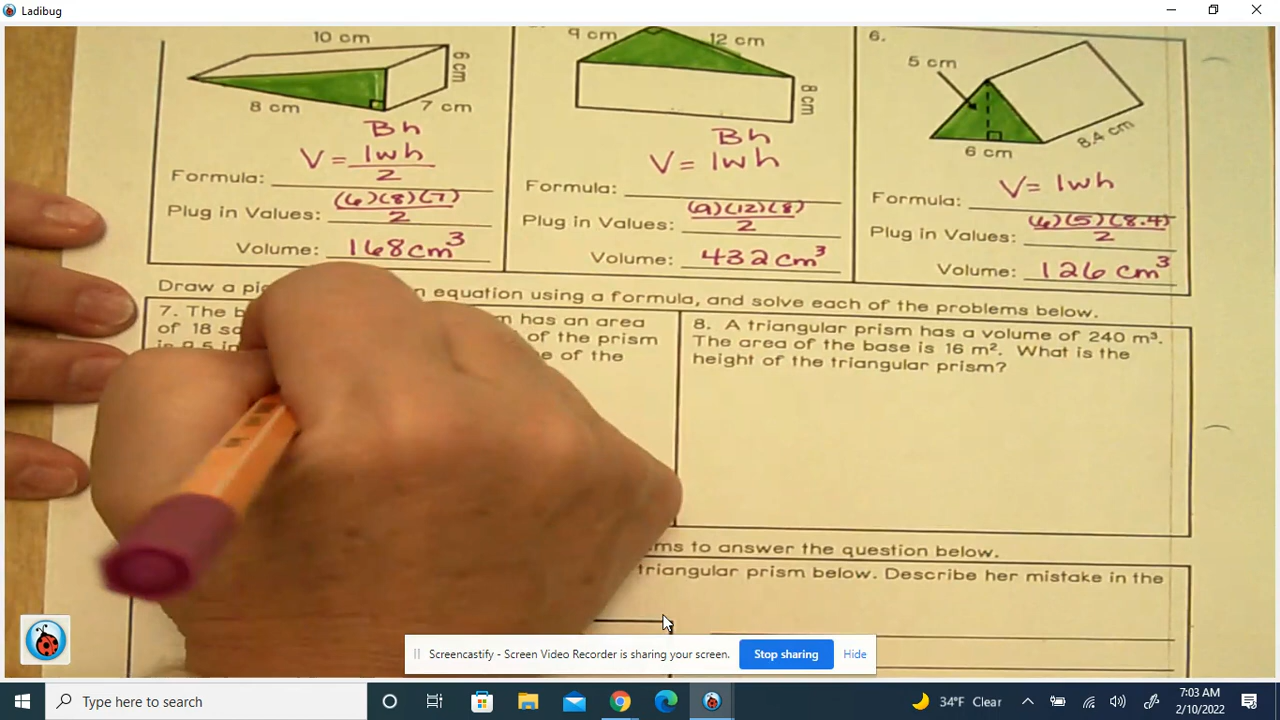 Ladibug
10 cm
6 cm
8 cm
7 cm
Bh
V = lwh
2
Formula:
Plug in Values: (6)(8)(7)
2
Volume: 168cm³
9 cm
12 cm
8 cm
Bh
V = lwh
Formula:
Plug in Values: (9)(12)(8)
2
Volume: 432cm³
6.
5 cm
6 cm
8.4 cm
V = lwh
Formula:
Plug in Values: (6)(5)(8.4)
2
Volume: 126 cm³
Draw a equation using a formula, and solve each of the problems below.
7. The has an area
of 18 of the prism
of the
8. A triangular prism has a volume of 240 m³.
The area of the base is 16 m². What is the
height of the triangular prism?
to answer the question below.
triangular prism below. Describe her mistake in the
Screencastify - Screen Video Recorder is sharing your screen.
Stop sharing
Hide
Type here to search
34°F Clear
7:03 AM
2/10/2022